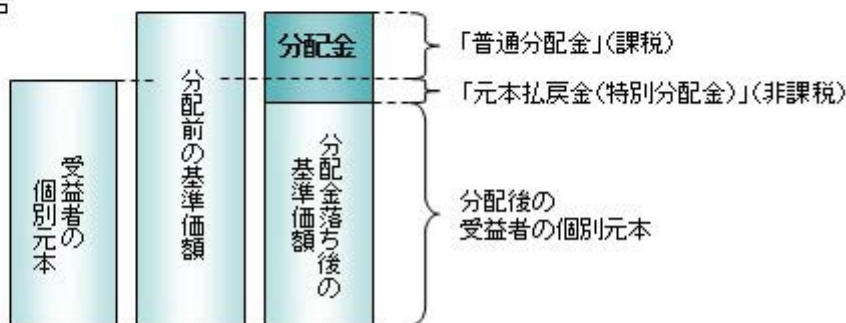 受益者の
個別元本
分配前の基準価額
分配金
分配金落ち後の
基準価額
「普通分配金」(課税)
「元本払戻金(特別分配金)」(非課税)
分配後の
受益者の個別元本